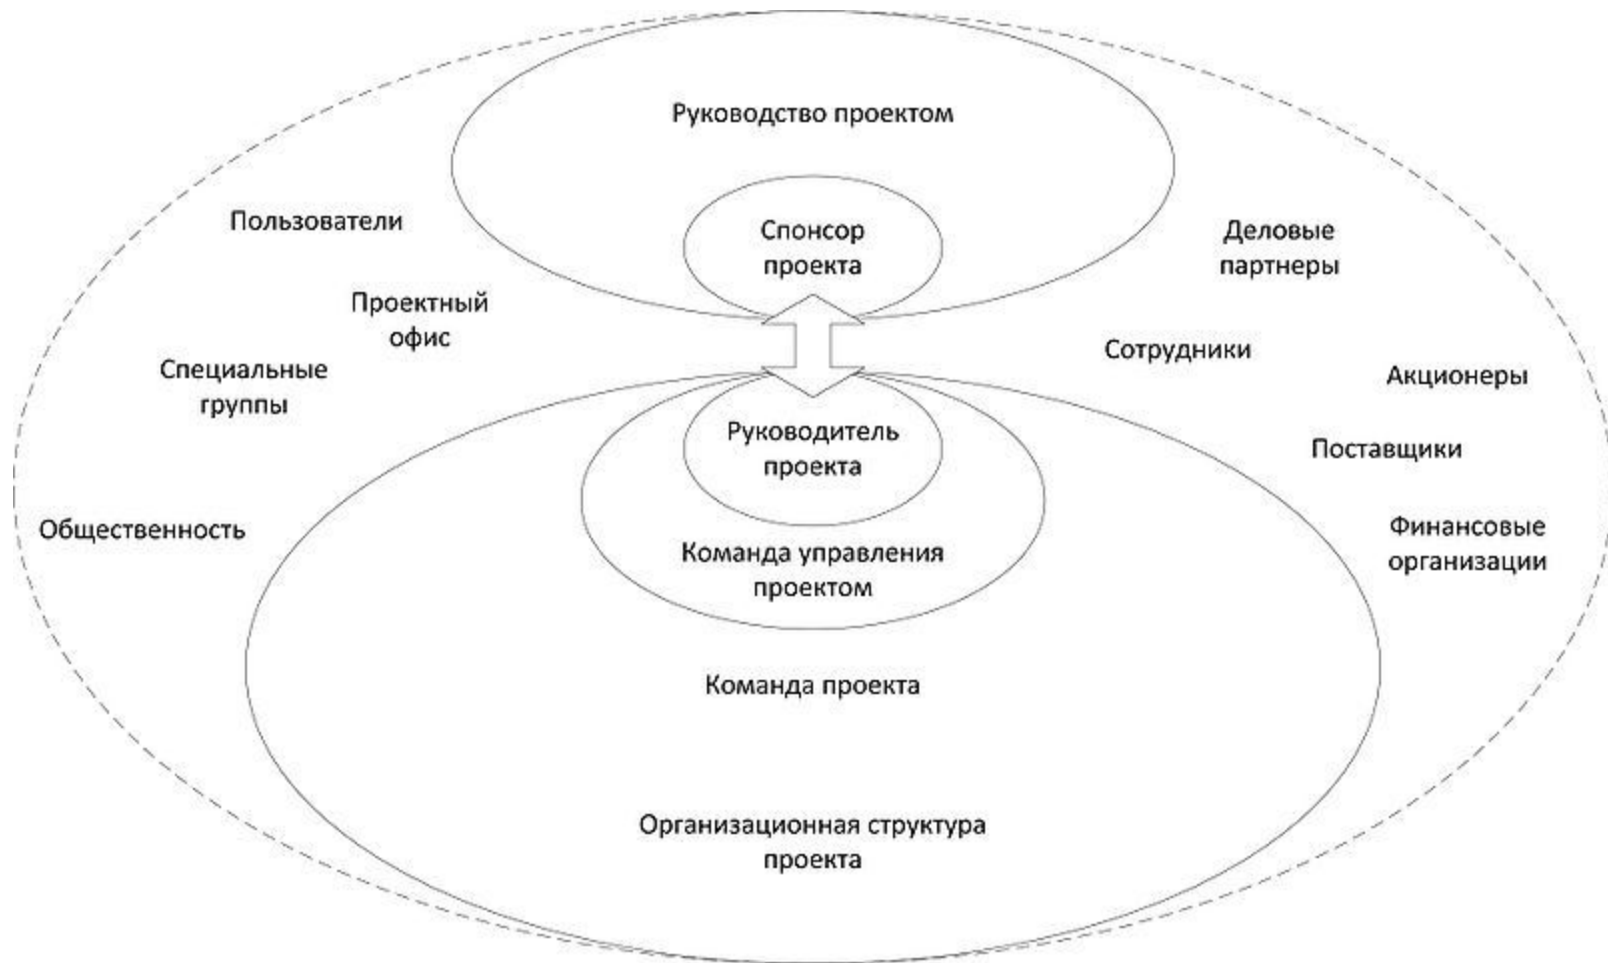 Руководство проектом
Спонсор
проекта
Пользователи
Проектный
офис
Специальные
группы
Общественность
Деловые
партнеры
Сотрудники
Акционеры
Поставщики
Финансовые
организации
Руководитель
проекта
Команда управления
проектом
Команда проекта
Организационная структура
проекта